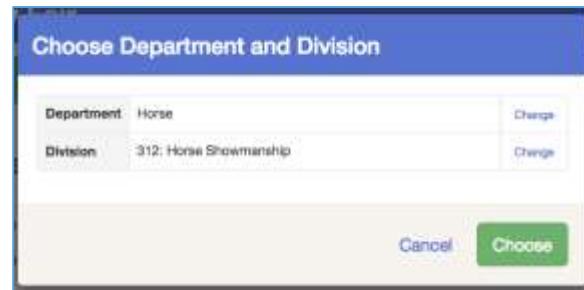 Choose Department and Division
Department Horse Change
Division 312: Horse Showmanship Change
Cancel Choose